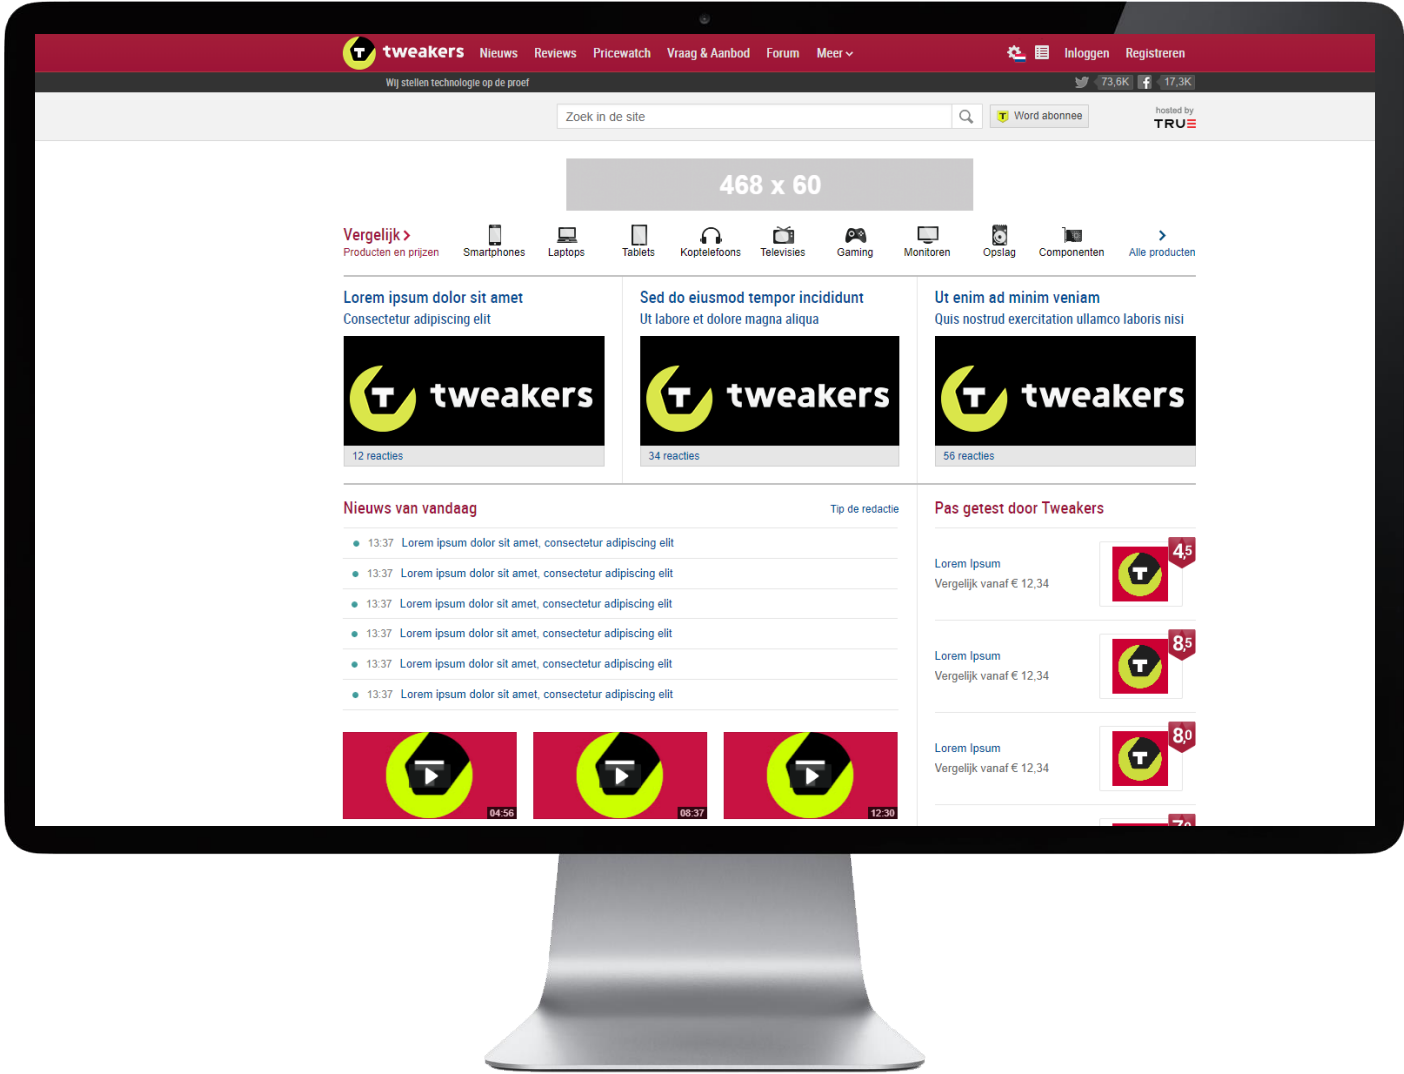 tweakers Nieuws Reviews Pricewatch Vraag & Aanbod Forum Meer Inloggen Registreren
Wij stellen technologie op de proef 73,6K 17,3K
Zoek in de site Word abonnee hosted by
TRUE
468 x 60
Vergelijk
Producten en prijzen Smartphones Laptops Tablets Koptelefoons Televisies Gaming Monitoren Opslag Componenten Alle producten
Lorem ipsum dolor sit amet
Consectetur adipiscing elit
tweakers
12 reacties
Sed do eiusmod tempor incididunt
Ut labore et dolore magna aliqua
tweakers
34 reacties
Ut enim ad minim veniam
Quis nostrud exercitation ullamco laboris nisi
tweakers
56 reacties
Nieuws van vandaag Tip de redactie
13:37 Lorem ipsum dolor sit amet, consectetur adipiscing elit
13:37 Lorem ipsum dolor sit amet, consectetur adipiscing elit
13:37 Lorem ipsum dolor sit amet, consectetur adipiscing elit
13:37 Lorem ipsum dolor sit amet, consectetur adipiscing elit
13:37 Lorem ipsum dolor sit amet, consectetur adipiscing elit
13:37 Lorem ipsum dolor sit amet, consectetur adipiscing elit
04:56 08:37 12:30
Pas getest door Tweakers
4,5
Lorem Ipsum
Vergelijk vanaf € 12,34
8,5
Lorem Ipsum
Vergelijk vanaf € 12,34
8,0
Lorem Ipsum
Vergelijk vanaf € 12,34